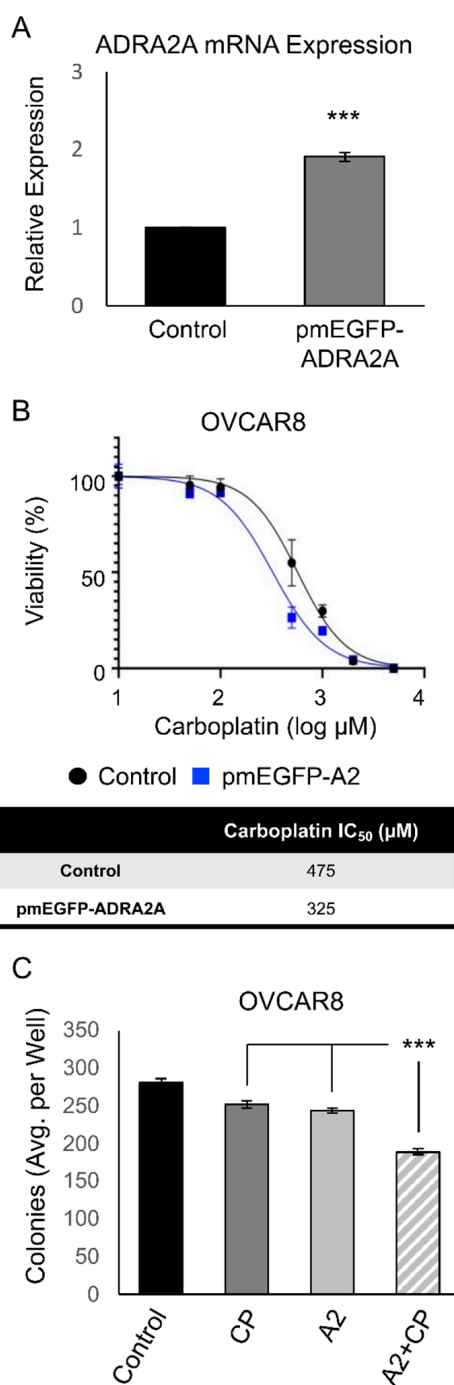 A
ADRA2A mRNA Expression
Relative Expression
3
2
1
0
***
Control
pmEGFP-
ADRA2A
B
OVCAR8
Viability (%)
100
50
0
1
2
3
4
Carboplatin (log µM)
Control
pmEGFP-A2
Carboplatin IC50 (µM)
Control 475
pmEGFP-ADRA2A 325
C
OVCAR8
Colonies (Avg. per Well)
350
300
250
200
150
100
50
0
***
Control
CP
A2
A2+CP